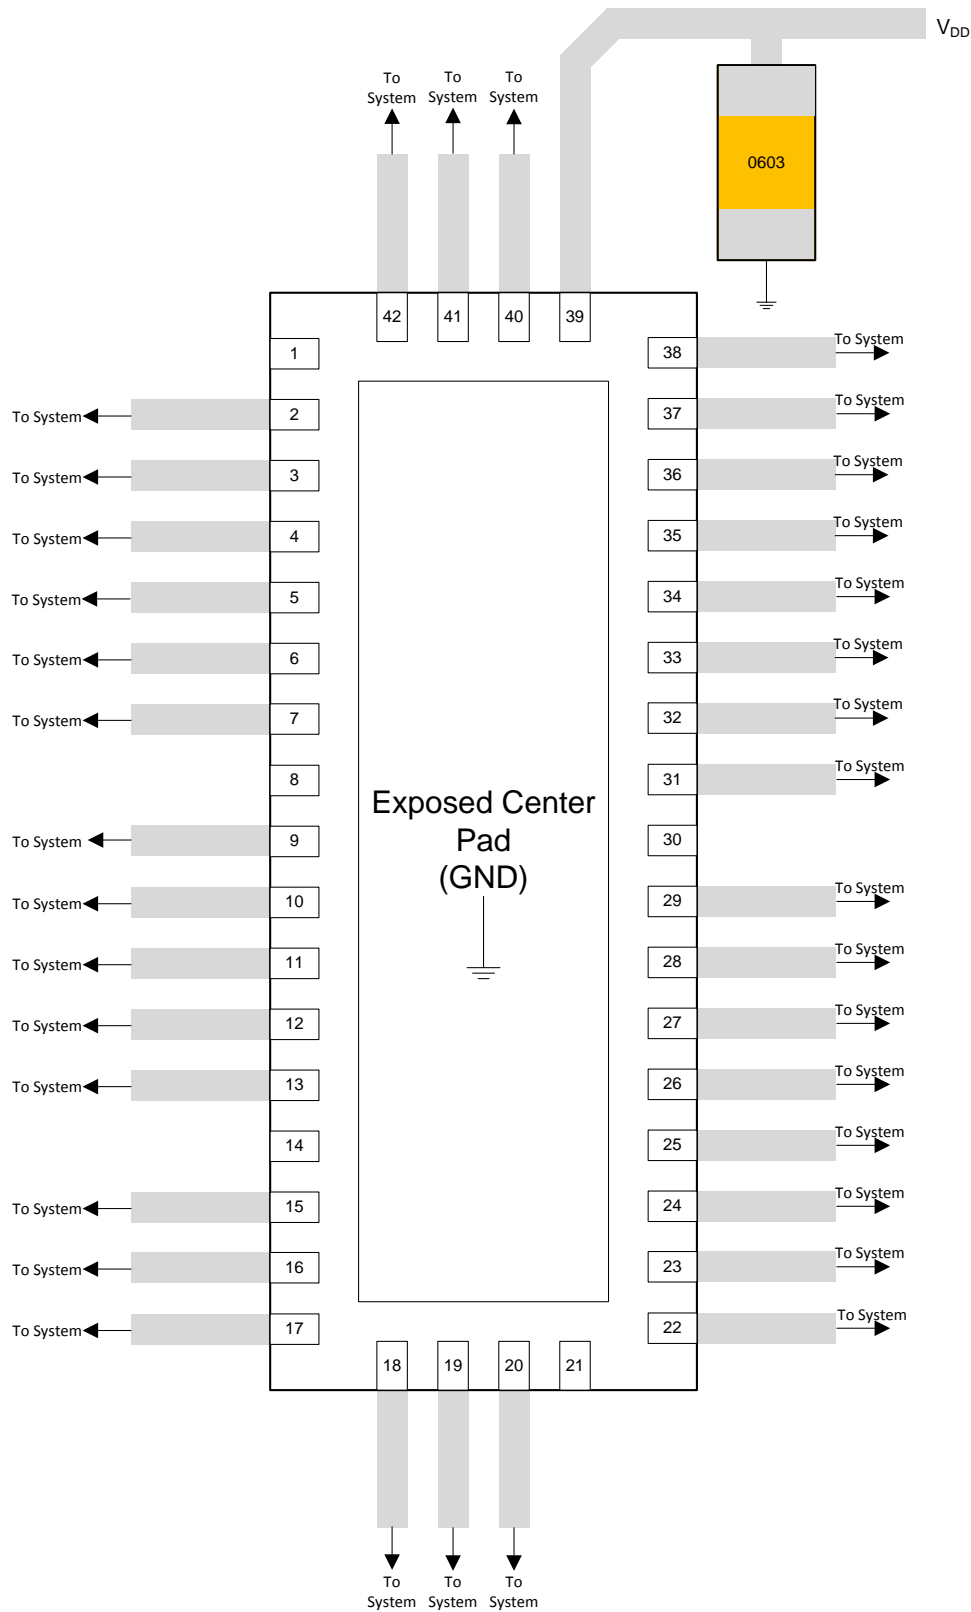 V_DD
To
System
To
System
To
System
0603
42
41
40
39
1
38
To System
To System
2
37
To System
To System
3
36
To System
To System
4
35
To System
To System
5
34
To System
To System
6
33
To System
To System
7
32
To System
8
31
To System
Exposed Center
Pad
(GND)
To System
9
30
To System
10
29
To System
To System
11
28
To System
To System
12
27
To System
To System
13
26
To System
14
25
To System
To System
15
24
To System
To System
16
23
To System
To System
17
22
To System
18
19
20
21
To
System
To
System
To
System